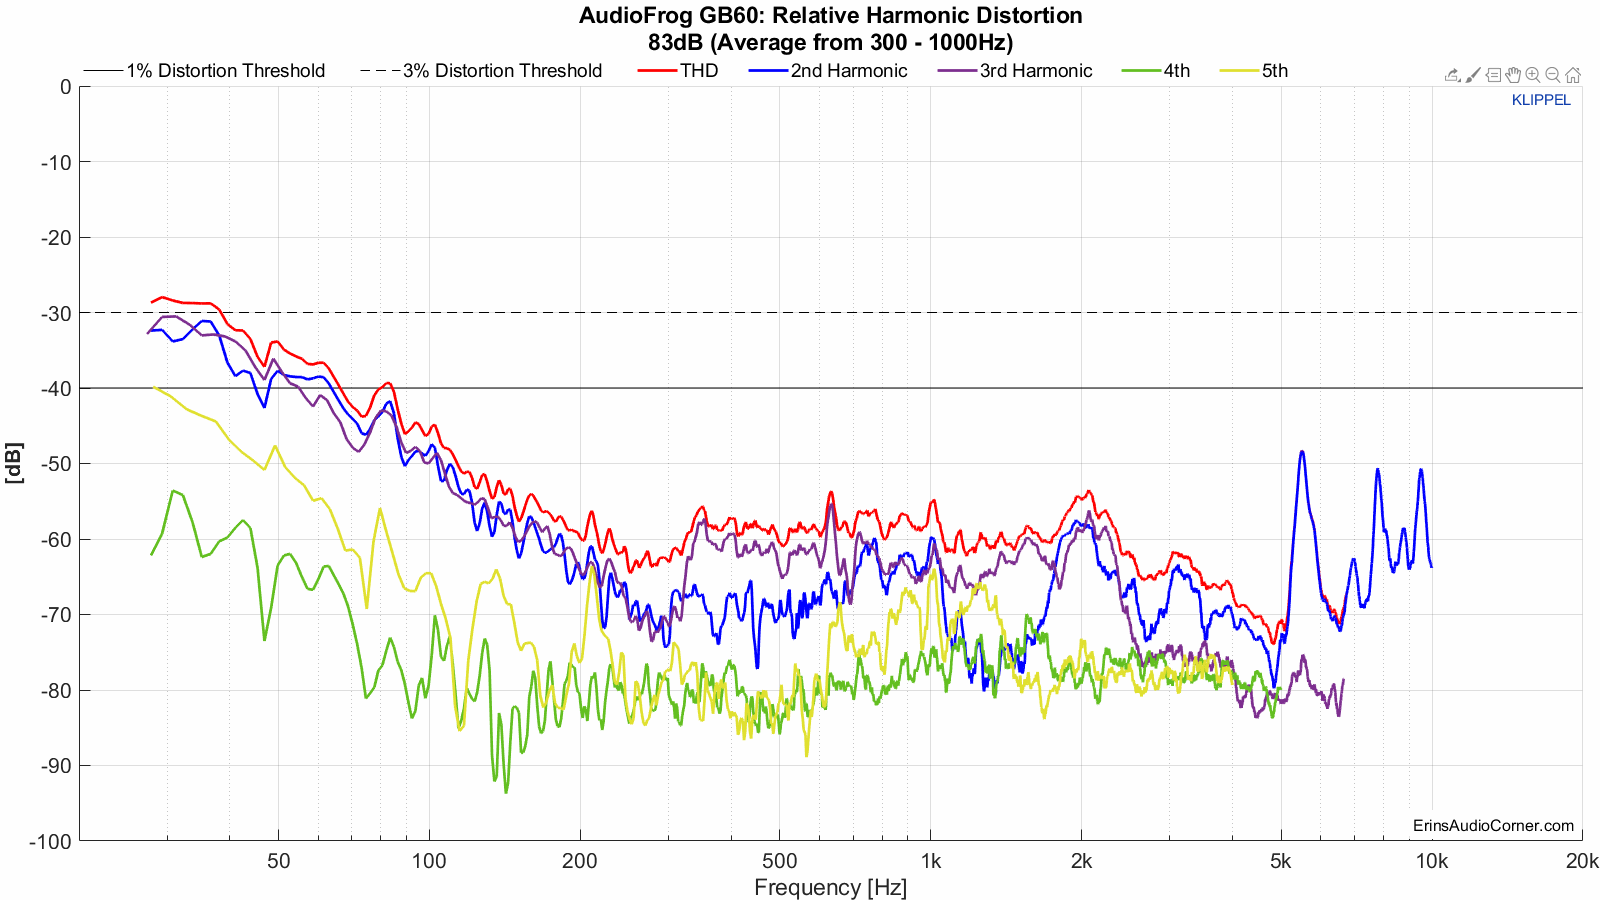 AudioFrog GB60: Relative Harmonic Distortion
83dB (Average from 300 - 1000Hz)
1% Distortion Threshold 3% Distortion Threshold THD 2nd Harmonic 3rd Harmonic 4th 5th
KLIPPEL
0
-10
-20
-30
-40
-50
-60
-70
-80
-90
-100
[dB]
ErinsAudioCorner.com
50 100 200 500 1k 2k 5k 10k 20k
Frequency [Hz]